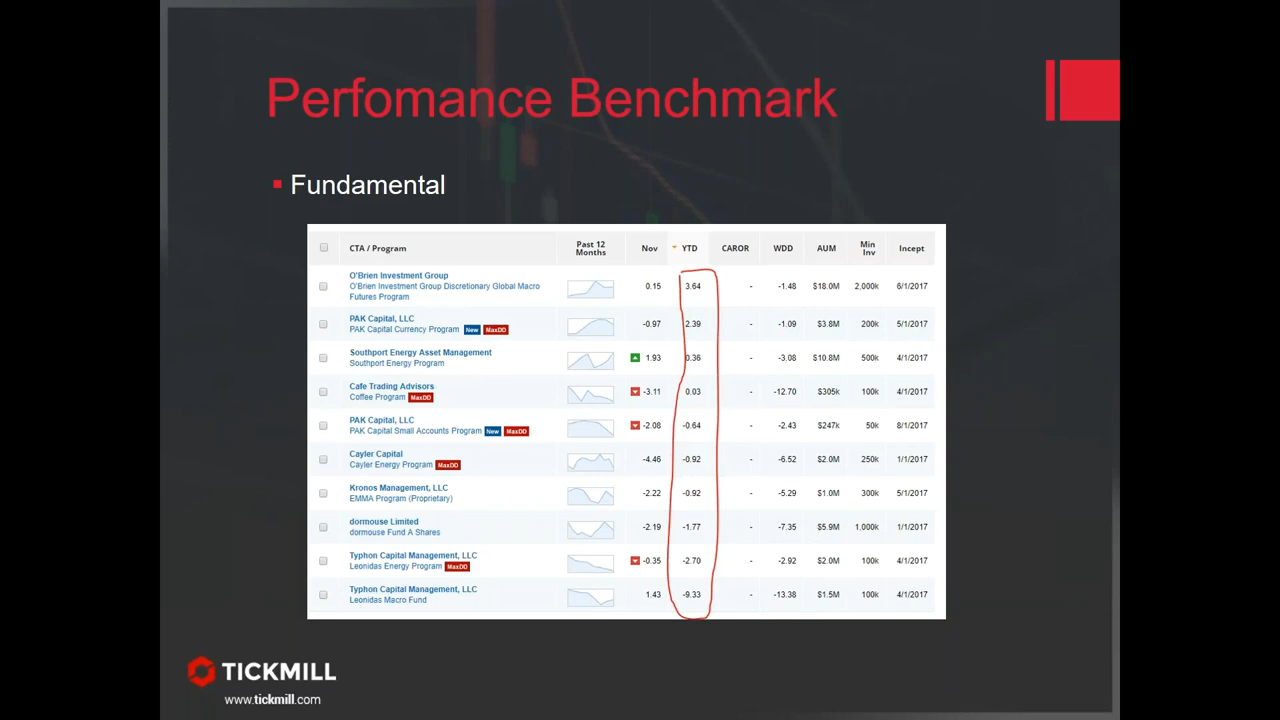 Perfomance Benchmark
Fundamental
CTA / Program Past 12 Months Nov YTD CAROR WDD AUM Min Inv Incept
O'Brien Investment Group
O'Brien Investment Group Discretionary Global Macro
Futures Program
0.15 3.64 - -1.48 $18.0M 2,000k 6/1/2017
PAK Capital, LLC
PAK Capital Currency Program New MaxDD
-0.97 2.39 - -1.09 $3.8M 200k 5/1/2017
Southport Energy Asset Management
Southport Energy Program
1.93 0.36 - -3.08 $10.8M 500k 4/1/2017
Cafe Trading Advisors
Coffee Program MaxDD
-3.11 0.03 - -12.70 $305k 100k 4/1/2017
PAK Capital, LLC
PAK Capital Small Accounts Program New MaxDD
-2.08 -0.64 - -2.43 $247k 50k 8/1/2017
Cayler Capital
Cayler Energy Program MaxDD
-4.46 -0.92 - -6.52 $2.0M 250k 1/1/2017
Kronos Management, LLC
EMMA Program (Proprietary)
-2.22 -0.92 - -5.29 $1.0M 300k 5/1/2017
dormouse Limited
dormouse Fund A Shares
-2.19 -1.77 - -7.35 $5.9M 1,000k 1/1/2017
Typhon Capital Management, LLC
Leonidas Energy Program MaxDD
-0.35 -2.70 - -2.92 $2.0M 100k 4/1/2017
Typhon Capital Management, LLC
Leonidas Macro Fund
1.43 -9.33 - -13.38 $1.5M 100k 4/1/2017
TICKMILL
www.tickmill.com